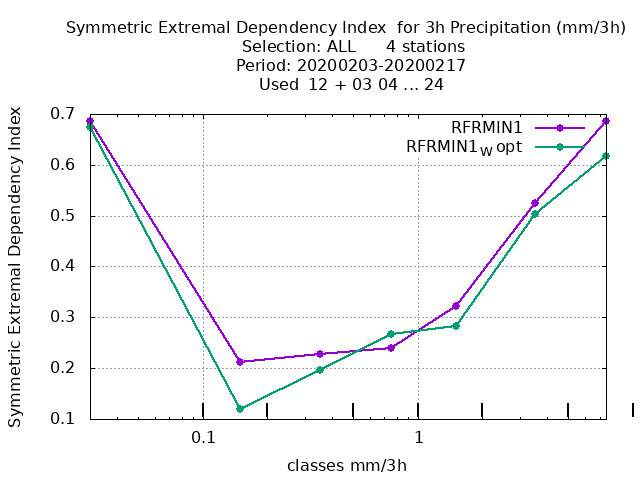 Symmetric Extremal Dependency Index  for 3h Precipitation (mm/3h)
Selection: ALL      4 stations
Period: 20200203-20200217
Used  12 + 03 04 ... 24
RFRMIN1
RFRMIN1W opt
0.7
0.6
0.5
0.4
0.3
0.2
0.1
Symmetric Extremal Dependency Index
0.1 1
classes mm/3h